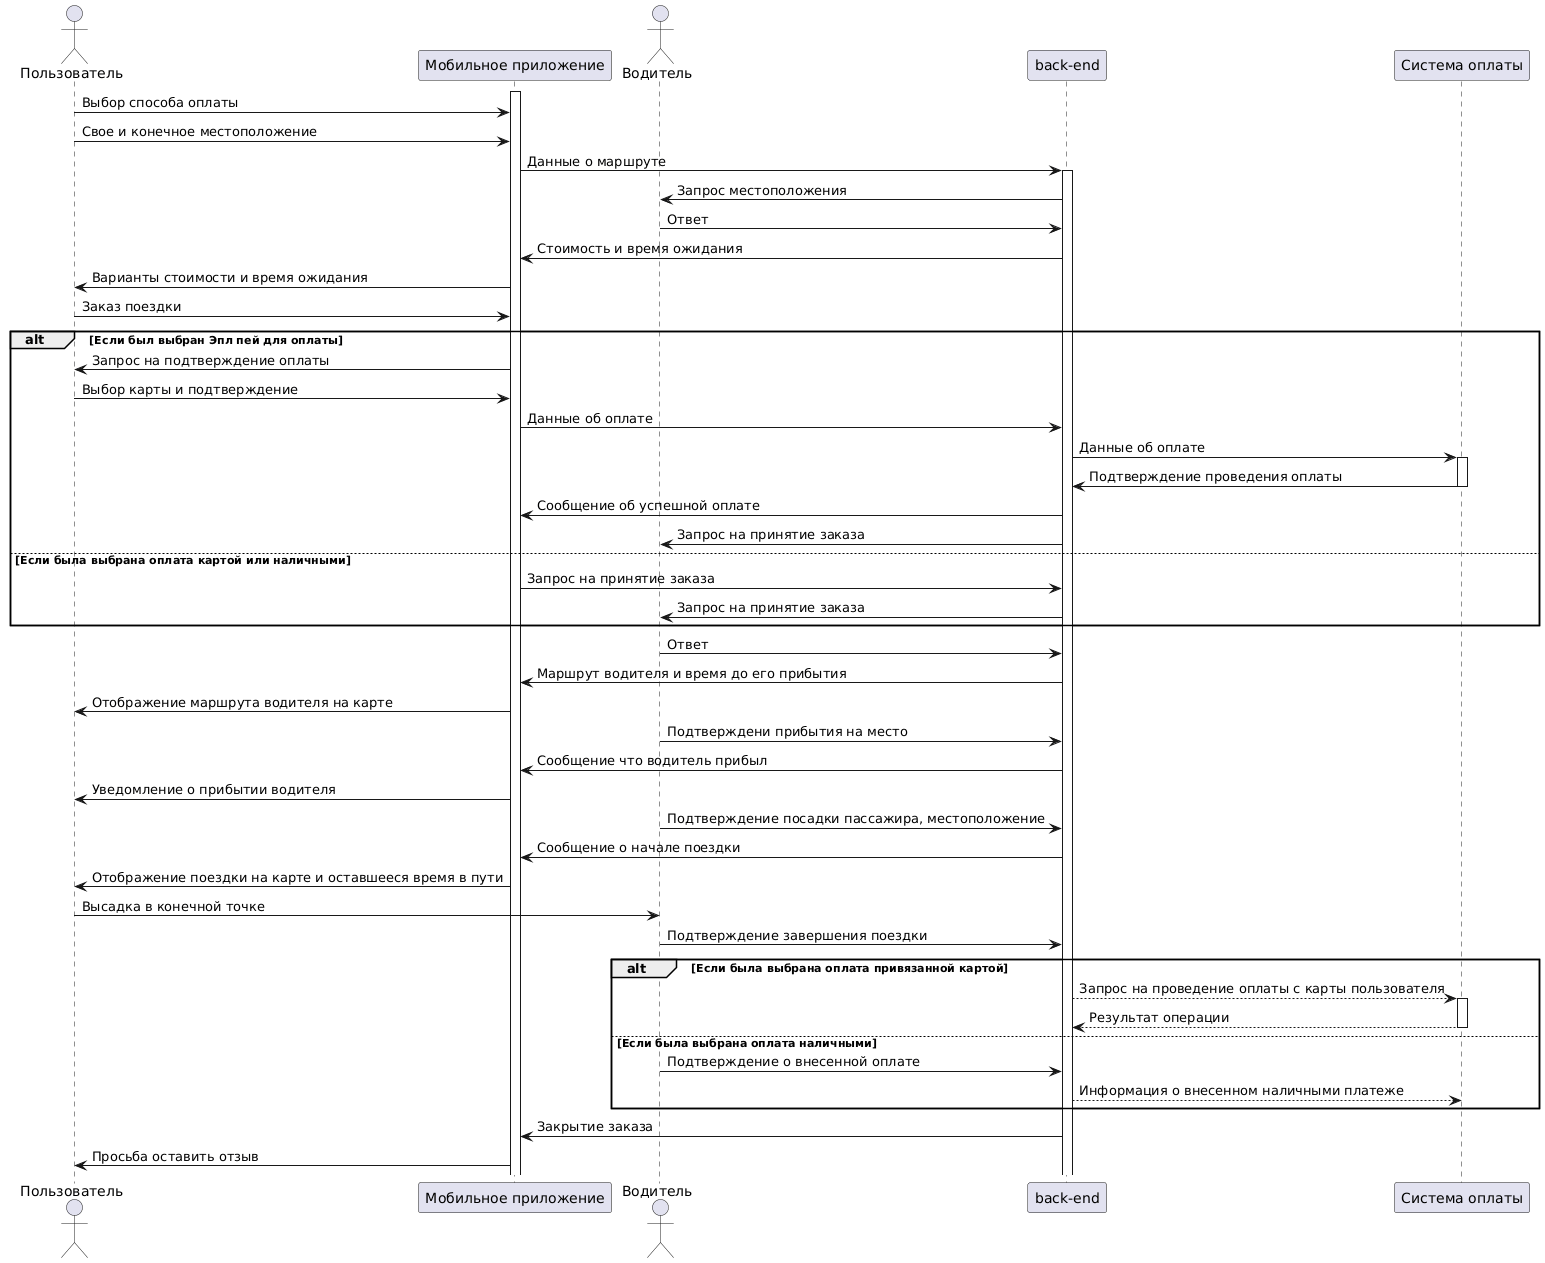 Пользователь
Мобильное приложение
Водитель
back-end
Система оплаты
Выбор способа оплаты
Свое и конечное местоположение
Данные о маршруте
Запрос местоположения
Ответ
Стоимость и время ожидания
Варианты стоимости и время ожидания
Заказ поездки
alt
[Если был выбран Эпл пей для оплаты]
Запрос на подтверждение оплаты
Выбор карты и подтверждение
Данные об оплате
Данные об оплате
Подтверждение проведения оплаты
Сообщение об успешной оплате
Запрос на принятие заказа
[Если была выбрана оплата картой или наличными]
Запрос на принятие заказа
Запрос на принятие заказа
Ответ
Маршрут водителя и время до его прибытия
Отображение маршрута водителя на карте
Подтверждени прибытия на место
Сообщение что водитель прибыл
Уведомление о прибытии водителя
Подтверждение посадки пассажира, местоположение
Сообщение о начале поездки
Отображение поездки на карте и оставшееся время в пути
Высадка в конечной точке
Подтверждение завершения поездки
alt
[Если была выбрана оплата привязанной картой]
Запрос на проведение оплаты с карты пользователя
Результат операции
[Если была выбрана оплата наличными]
Подтверждение о внесенной оплате
Информация о внесенном наличными платеже
Закрытие заказа
Просьба оставить отзыв
Пользователь
Мобильное приложение
Водитель
back-end
Система оплаты